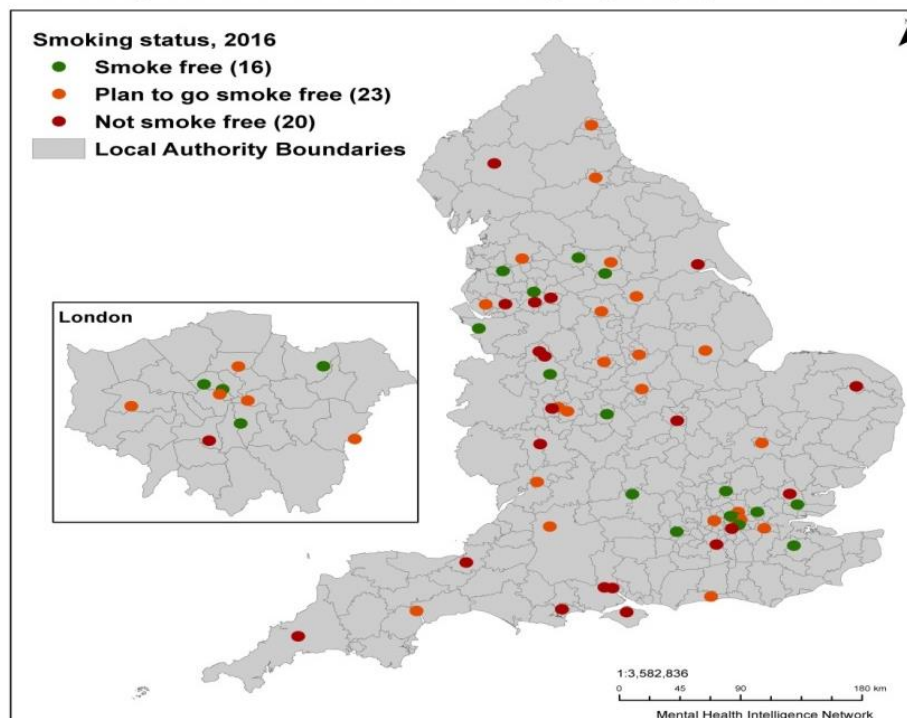 Smoking status, 2016
Smoke free (16)
Plan to go smoke free (23)
Not smoke free (20)
Local Authority Boundaries
London
1:3,582,836
0 45 90 180 km
Mental Health Intelligence Network